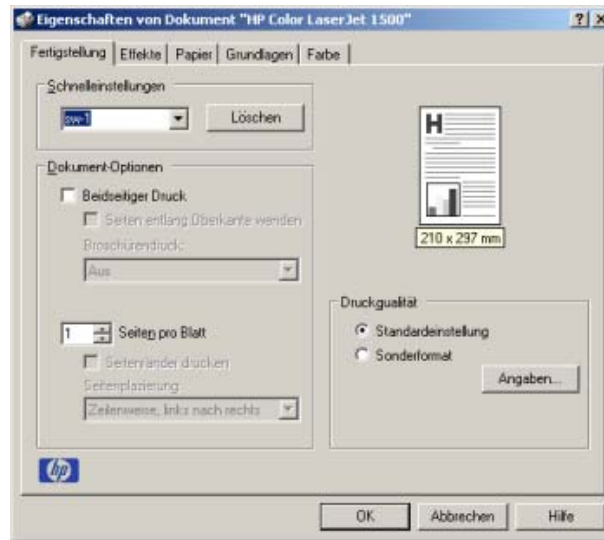 Eigenschaften von Dokument "HP Color LaserJet 1500"
Fertigstellung Effekte Papier Grundlagen Farbe
Schnelleinstellungen
sw-1
Löschen
Dokument-Optionen
Beidseitiger Druck
Seiten entlang Oberkante wenden
Broschürendruck:
Aus
1 Seiten pro Blatt
Seitenränder drucken
Seitenplazierung
Zeilenweise, links nach rechts
H
210 x 297 mm
Druckqualität
Standardeinstellung
Sonderformat
Angaben...
hp
OK Abbrechen Hilfe